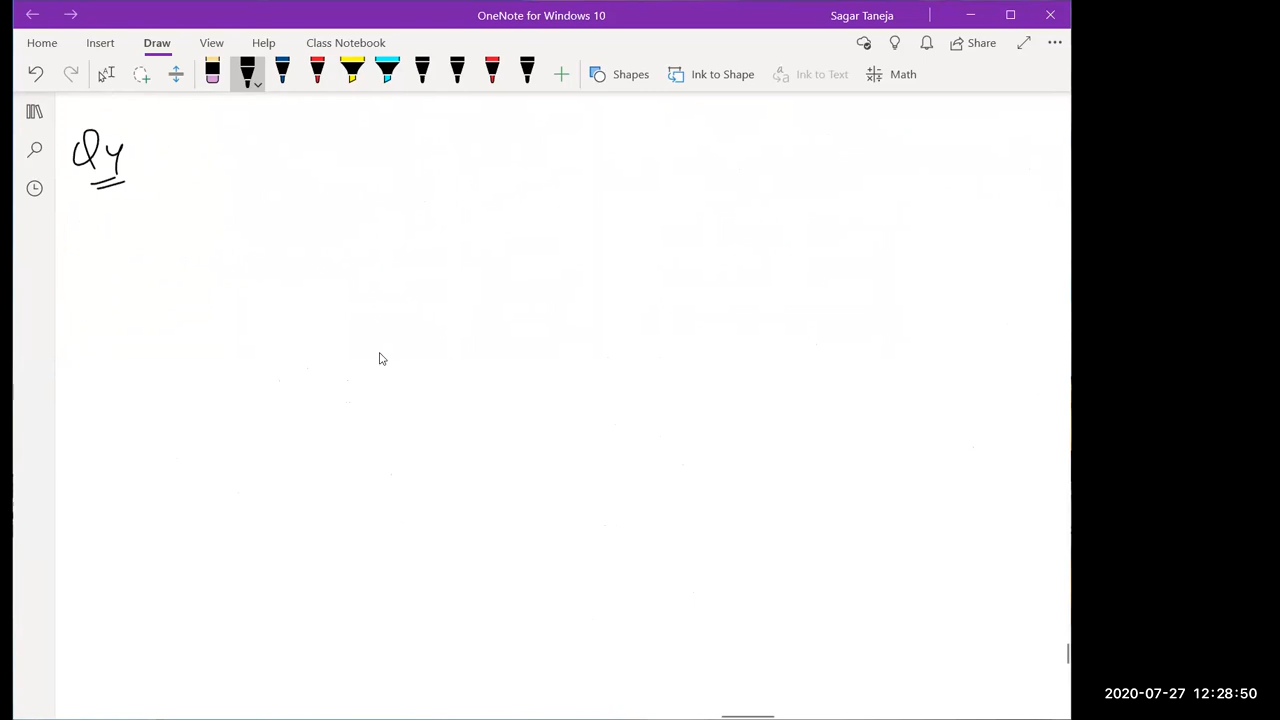 OneNote for Windows 10
Sagar Taneja
Home Insert Draw View Help Class Notebook Share
Shapes Ink to Shape Ink to Text Math
Qy
2020-07-27 12:28:50